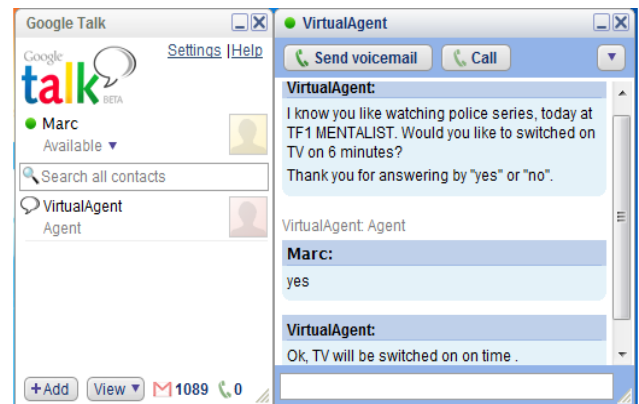 Google Talk
Settings | Help
Google
talk
BETA
Marc
Available
Search all contacts
VirtualAgent
Agent
+Add View 1089 0
VirtualAgent
Send voicemail Call
VirtualAgent:
I know you like watching police series, today at
TF1 MENTALIST. Would you like to switched on
TV on 6 minutes?
Thank you for answering by "yes" or "no".
VirtualAgent: Agent
Marc:
yes
VirtualAgent:
Ok, TV will be switched on on time .